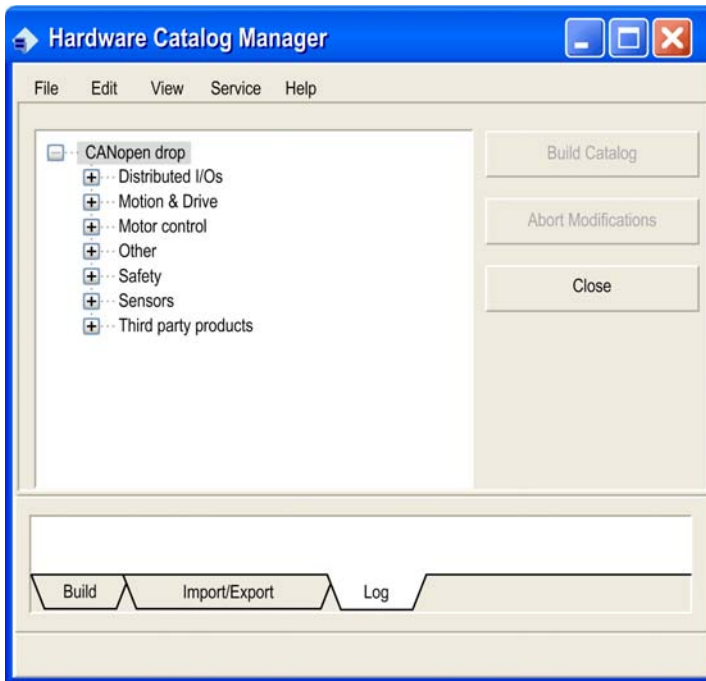 Hardware Catalog Manager
File Edit View Service Help
CANopen drop
Distributed I/Os
Motion & Drive
Motor control
Other
Safety
Sensors
Third party products
Build Catalog
Abort Modifications
Close
Build Import/Export Log